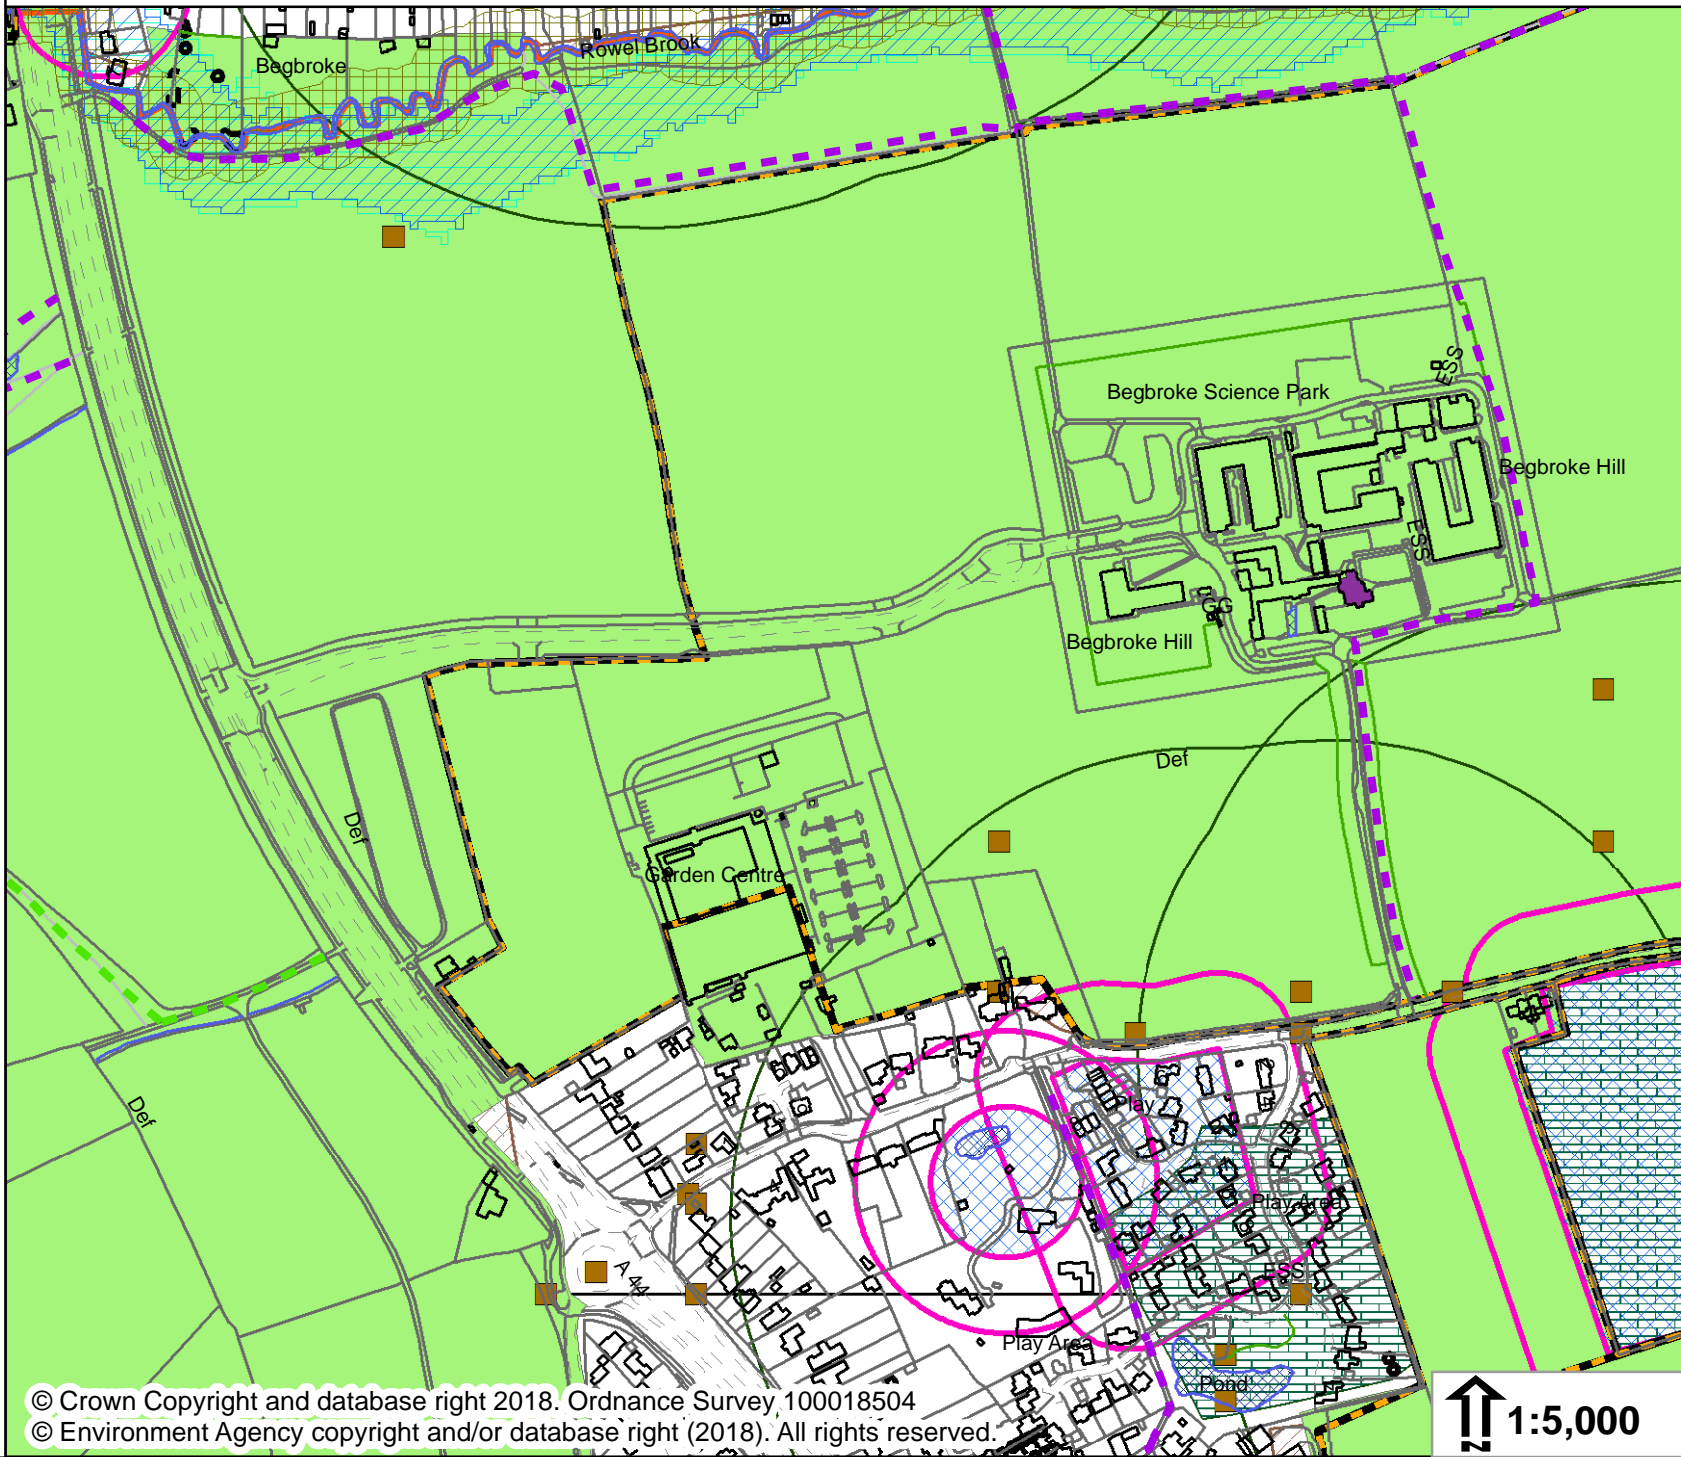 Rowel Brook
Begbroke
ESS
Begbroke Science Park
Begbroke Hill
ESS
GG
Begbroke Hill
Def
Def
Garden Centre
Def
Play
Play Area
A 44
ESS
Play Area
Pond
© Crown Copyright and database right 2018. Ordnance Survey 100018504
© Environment Agency copyright and/or database right (2018). All rights reserved.
1:5,000
N